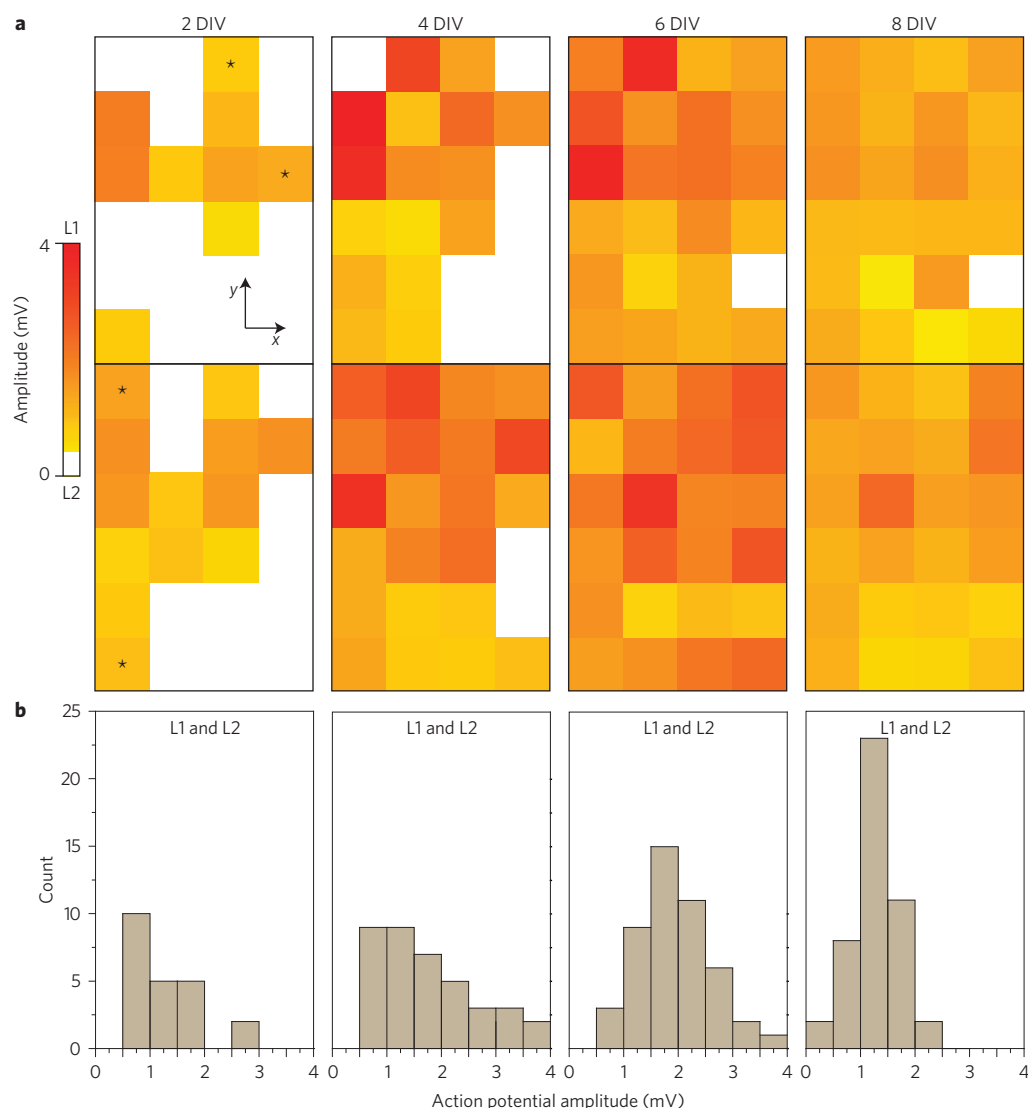 a
2 DIV 4 DIV 6 DIV 8 DIV
*
*
L1
4
Amplitude (mV)
y
x
*
0
L2
*
b
25
L1 and L2 L1 and L2 L1 and L2 L1 and L2
20
15
Count
10
5
0
0 1 2 3 4 0 1 2 3 4 0 1 2 3 4 0 1 2 3 4
Action potential amplitude (mV)